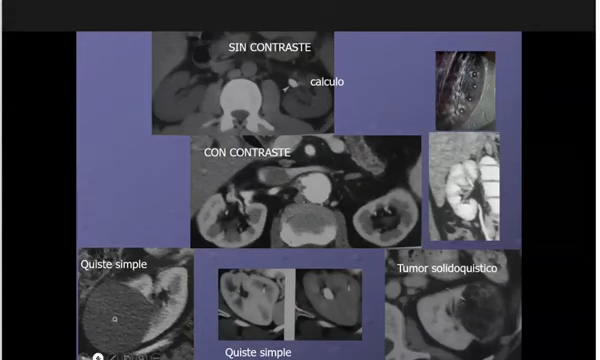 SIN CONTRASTE
calculo
CON CONTRASTE
Quiste simple
Tumor solidoquistico
Quiste simple